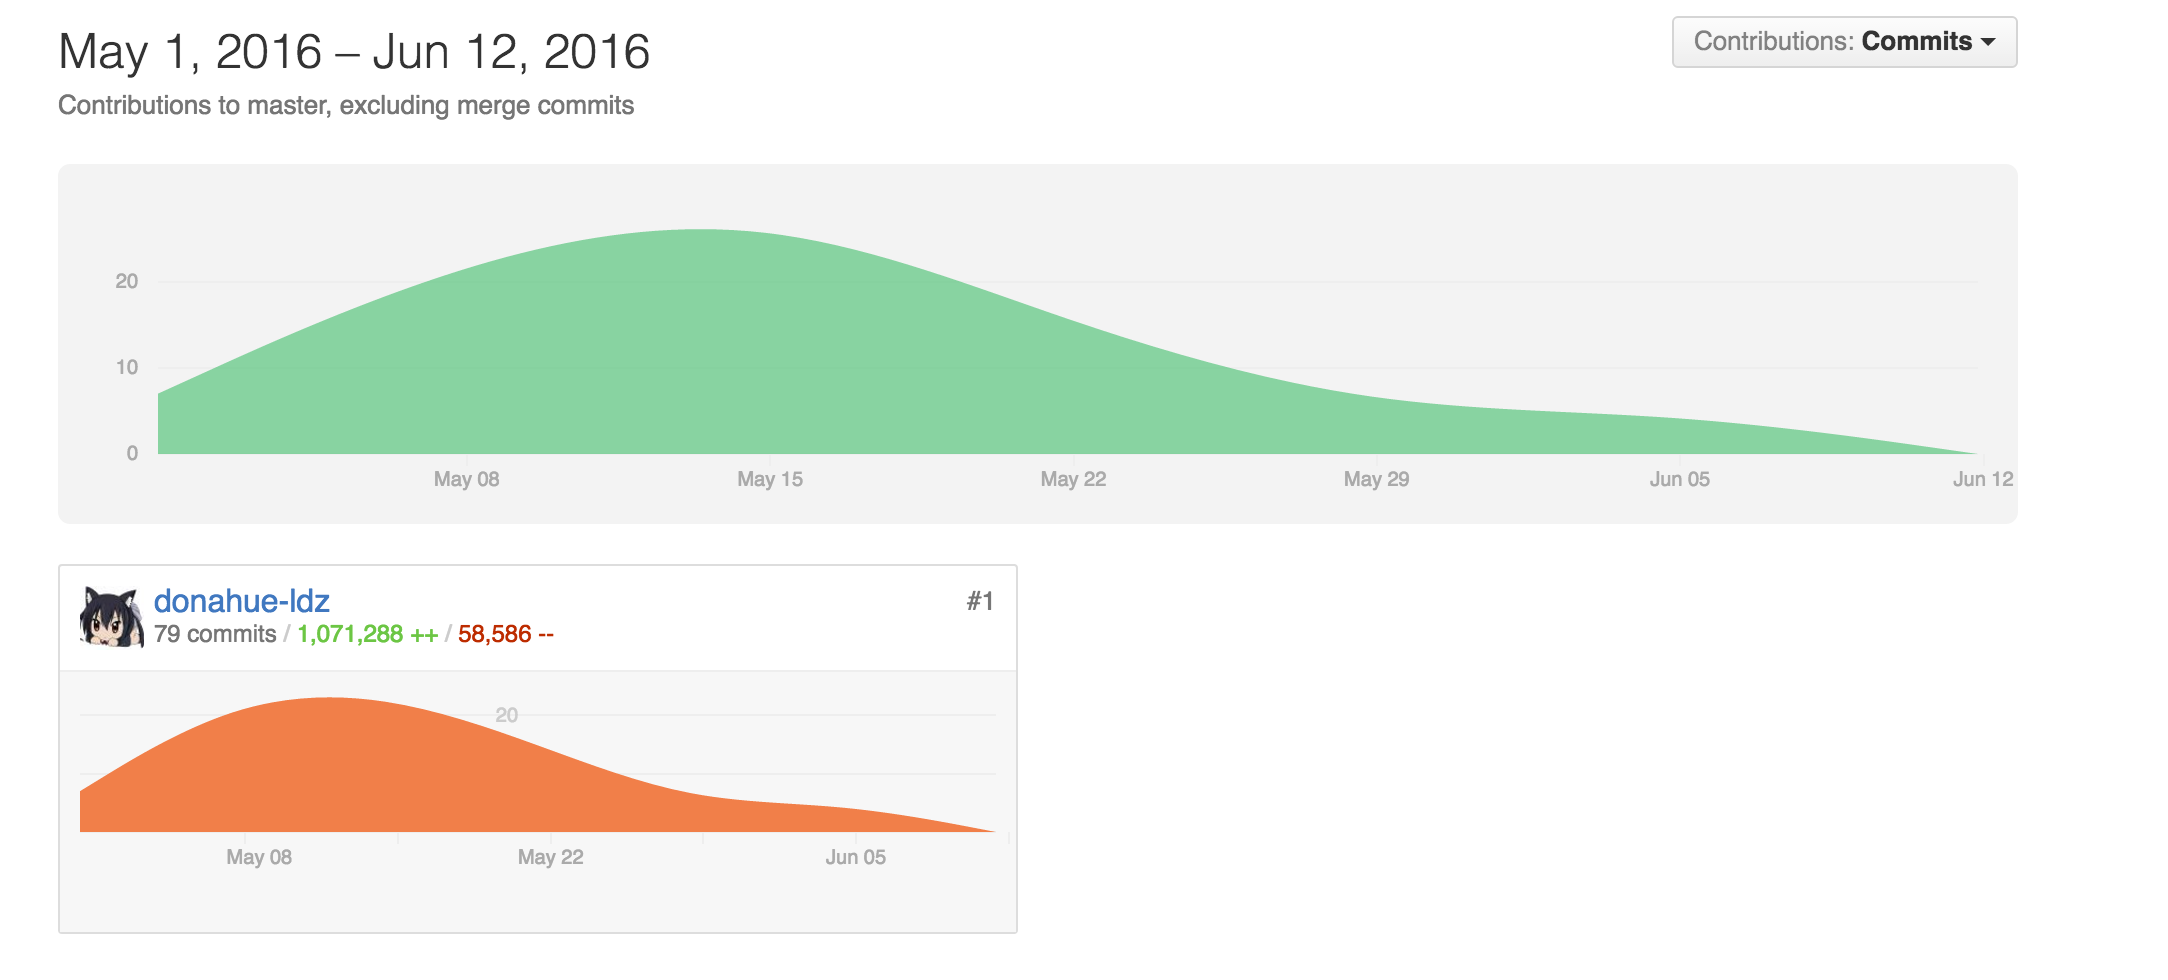 May 1, 2016 – Jun 12, 2016
Contributions: Commits
Contributions to master, excluding merge commits
20
10
0
May 08
May 15
May 22
May 29
Jun 05
Jun 12
donahue-ldz
#1
79 commits / 1,071,288 ++ / 58,586 --
20
May 08
May 22
Jun 05